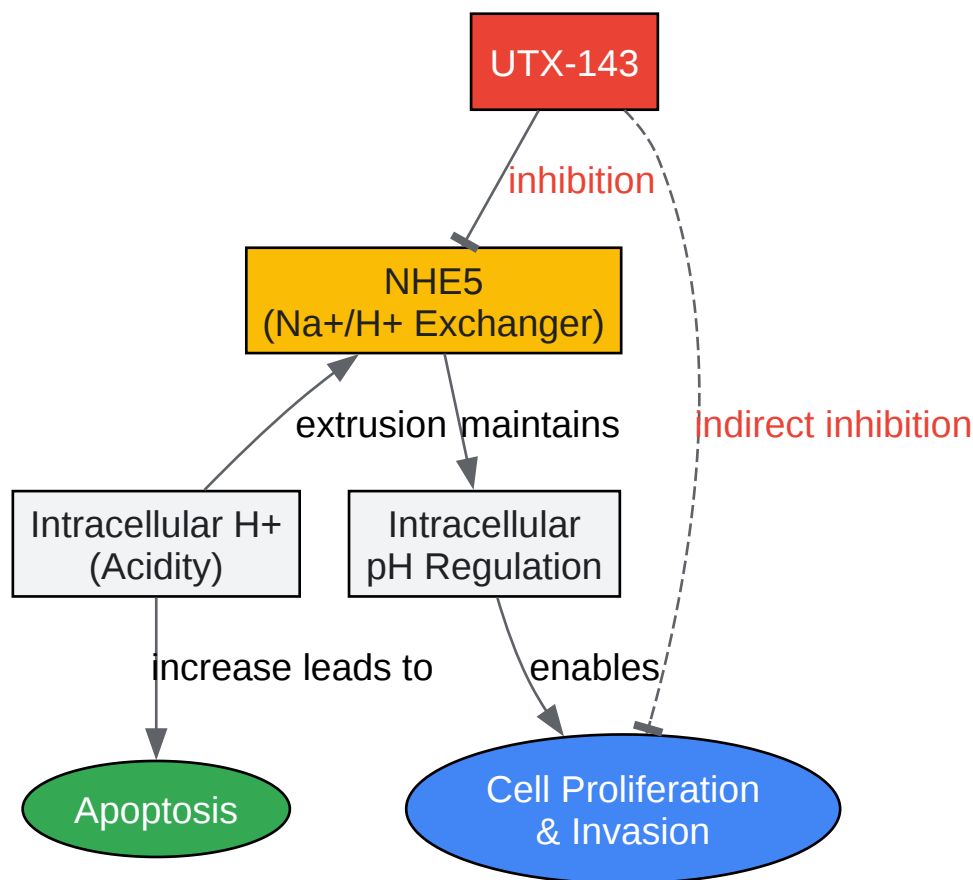 UTX-143
inhibition
NHE5
(Na+/H+ Exchanger)
extrusion
maintains
indirect inhibition
Intracellular H+
(Acidity)
Intracellular
pH Regulation
increase leads to
enables
Apoptosis
Cell Proliferation
& Invasion